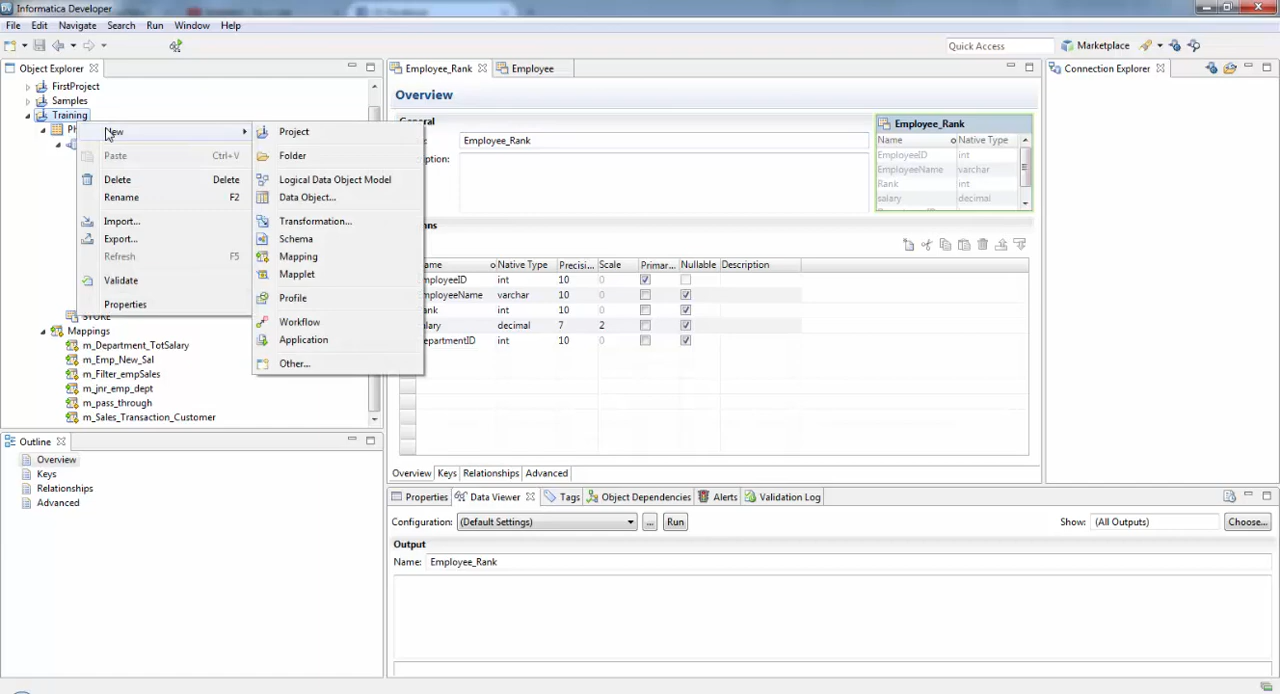 Informatica Developer
File Edit Navigate Search Run Window Help
Quick Access Marketplace
Object Explorer
FirstProject
Samples
Training
New
Paste Ctrl+V
Delete Delete
Rename F2
Import...
Export...
Refresh F5
Validate
Properties
STORE
Mappings
m_Department_TotSalary
m_Emp_New_Sal
m_Filter_empSales
m_jnr_emp_dept
m_pass_through
m_Sales_Transaction_Customer
Project
Folder
Logical Data Object Model
Data Object...
Transformation...
Schema
Mapping
Mapplet
Profile
Workflow
Application
Other...
Outline
Overview
Keys
Relationships
Advanced
Employee_Rank Employee
Overview
General
Employee_Rank
Employee_Rank
Name Native Type
EmployeeID int
EmployeeName varchar
Rank int
salary decimal
Native Type Precisi... Scale Primar... Nullable Description
int 10 0
varchar 10 0
int 10 0
decimal 7 2
int 10 0
Overview Keys Relationships Advanced
Properties Data Viewer Tags Object Dependencies Alerts Validation Log
Configuration: (Default Settings) ... Run Show: (All Outputs) Choose...
Output
Name: Employee_Rank
Connection Explorer